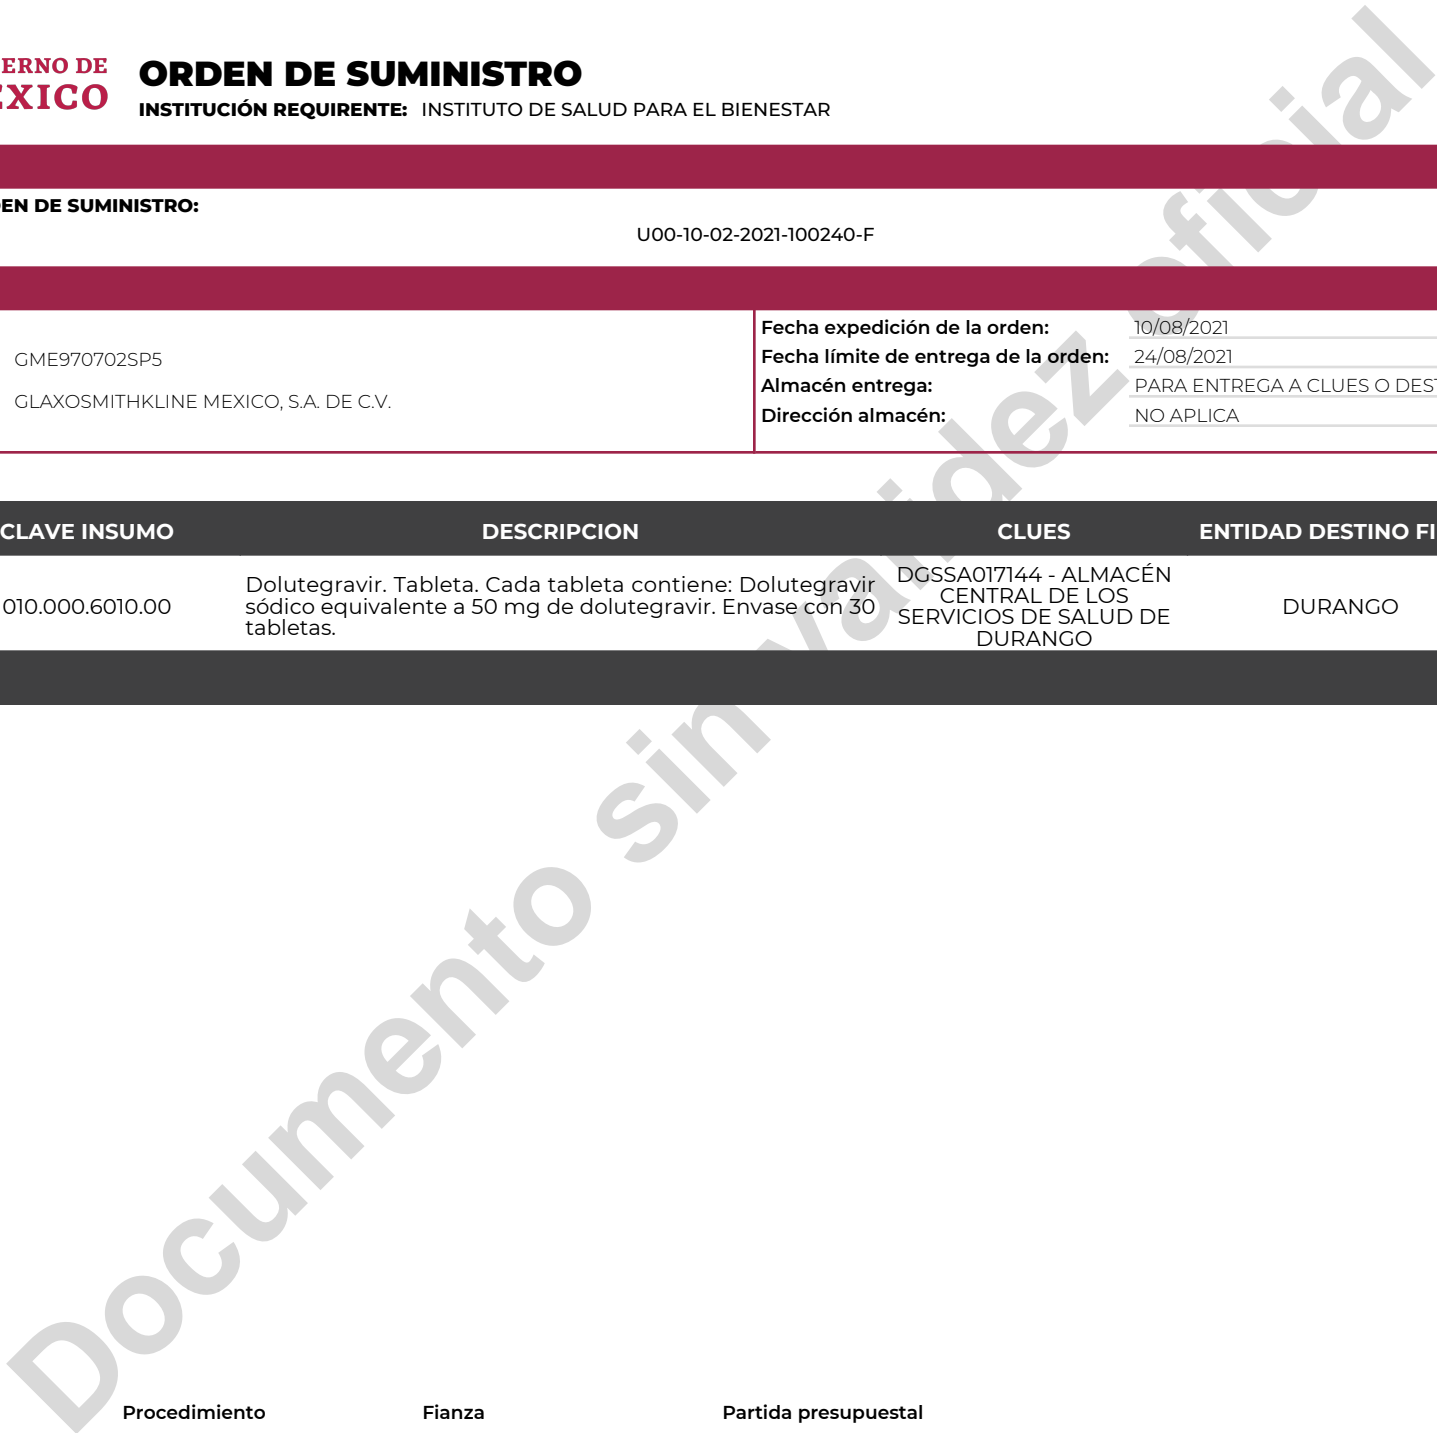 ERNO DE
EXICO
ORDEN DE SUMINISTRO
INSTITUCIÓN REQUIRENTE: INSTITUTO DE SALUD PARA EL BIENESTAR
EN DE SUMINISTRO:
U00-10-02-2021-100240-F
GME970702SP5
GLAXOSMITHKLINE MEXICO, S.A. DE C.V.
Fecha expedición de la orden: 10/08/2021
Fecha límite de entrega de la orden: 24/08/2021
Almacén entrega: PARA ENTREGA A CLUES O DEST
Dirección almacén: NO APLICA
CLAVE INSUMO DESCRIPCION CLUES ENTIDAD DESTINO FI
010.000.6010.00
Dolutegravir. Tableta. Cada tableta contiene: Dolutegravir
sódico equivalente a 50 mg de dolutegravir. Envase con 30
tabletas.
DGSSA017144 - ALMACÉN
CENTRAL DE LOS
SERVICIOS DE SALUD DE
DURANGO
DURANGO
Documento sin validez oficial
Procedimiento Fianza Partida presupuestal